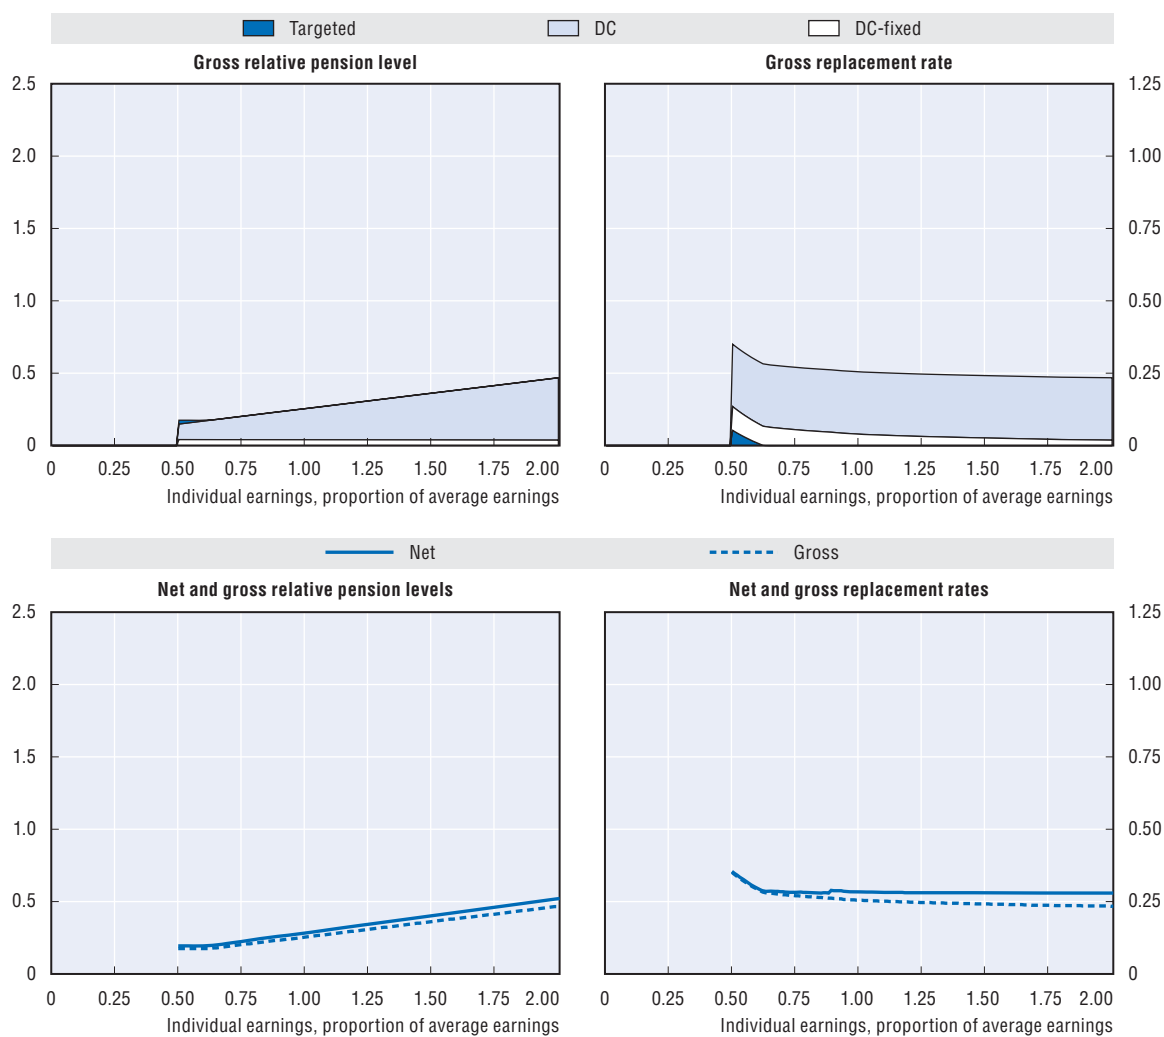 Targeted DC DC-fixed
Gross relative pension level Gross replacement rate
2.5 1.25
2.0 1.00
1.5 0.75
1.0 0.50
0.5 0.25
0 0
0 0.25 0.50 0.75 1.00 1.25 1.50 1.75 2.00 0 0.25 0.50 0.75 1.00 1.25 1.50 1.75 2.00
Individual earnings, proportion of average earnings Individual earnings, proportion of average earnings
Net Gross
Net and gross relative pension levels Net and gross replacement rates
2.5 1.25
2.0 1.00
1.5 0.75
1.0 0.50
0.5 0.25
0 0
0 0.25 0.50 0.75 1.00 1.25 1.50 1.75 2.00 0 0.25 0.50 0.75 1.00 1.25 1.50 1.75 2.00
Individual earnings, proportion of average earnings Individual earnings, proportion of average earnings